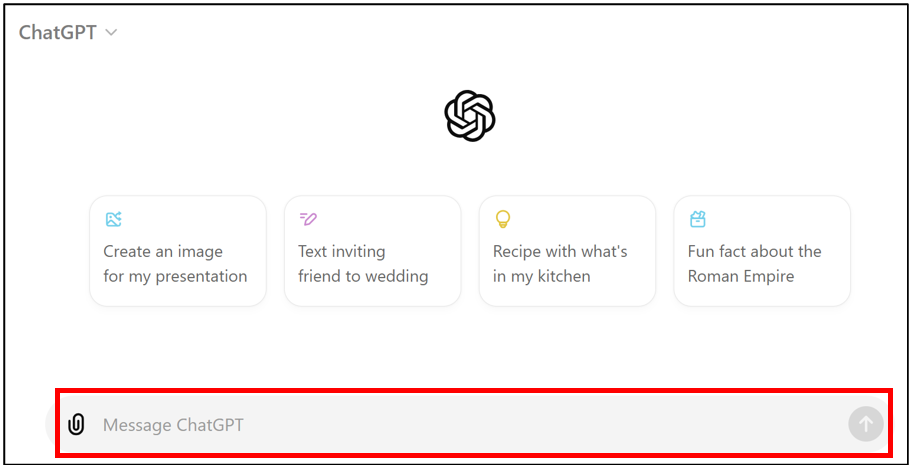 ChatGPT
Create an image
for my presentation
Text inviting
friend to wedding
Recipe with what's
in my kitchen
Fun fact about the
Roman Empire
Message ChatGPT